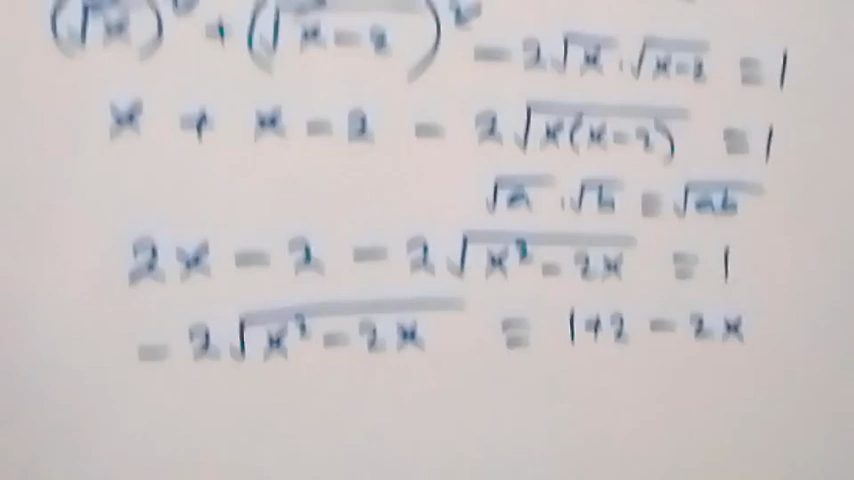 (√x)² + (√x-2)² - 2√x . √x-2 = 1
x + x - 2 - 2√x(x-2) = 1
√a . √b = √ab
2x - 2 - 2√x² - 2x = 1
- 2√x² - 2x = 1+2 - 2x